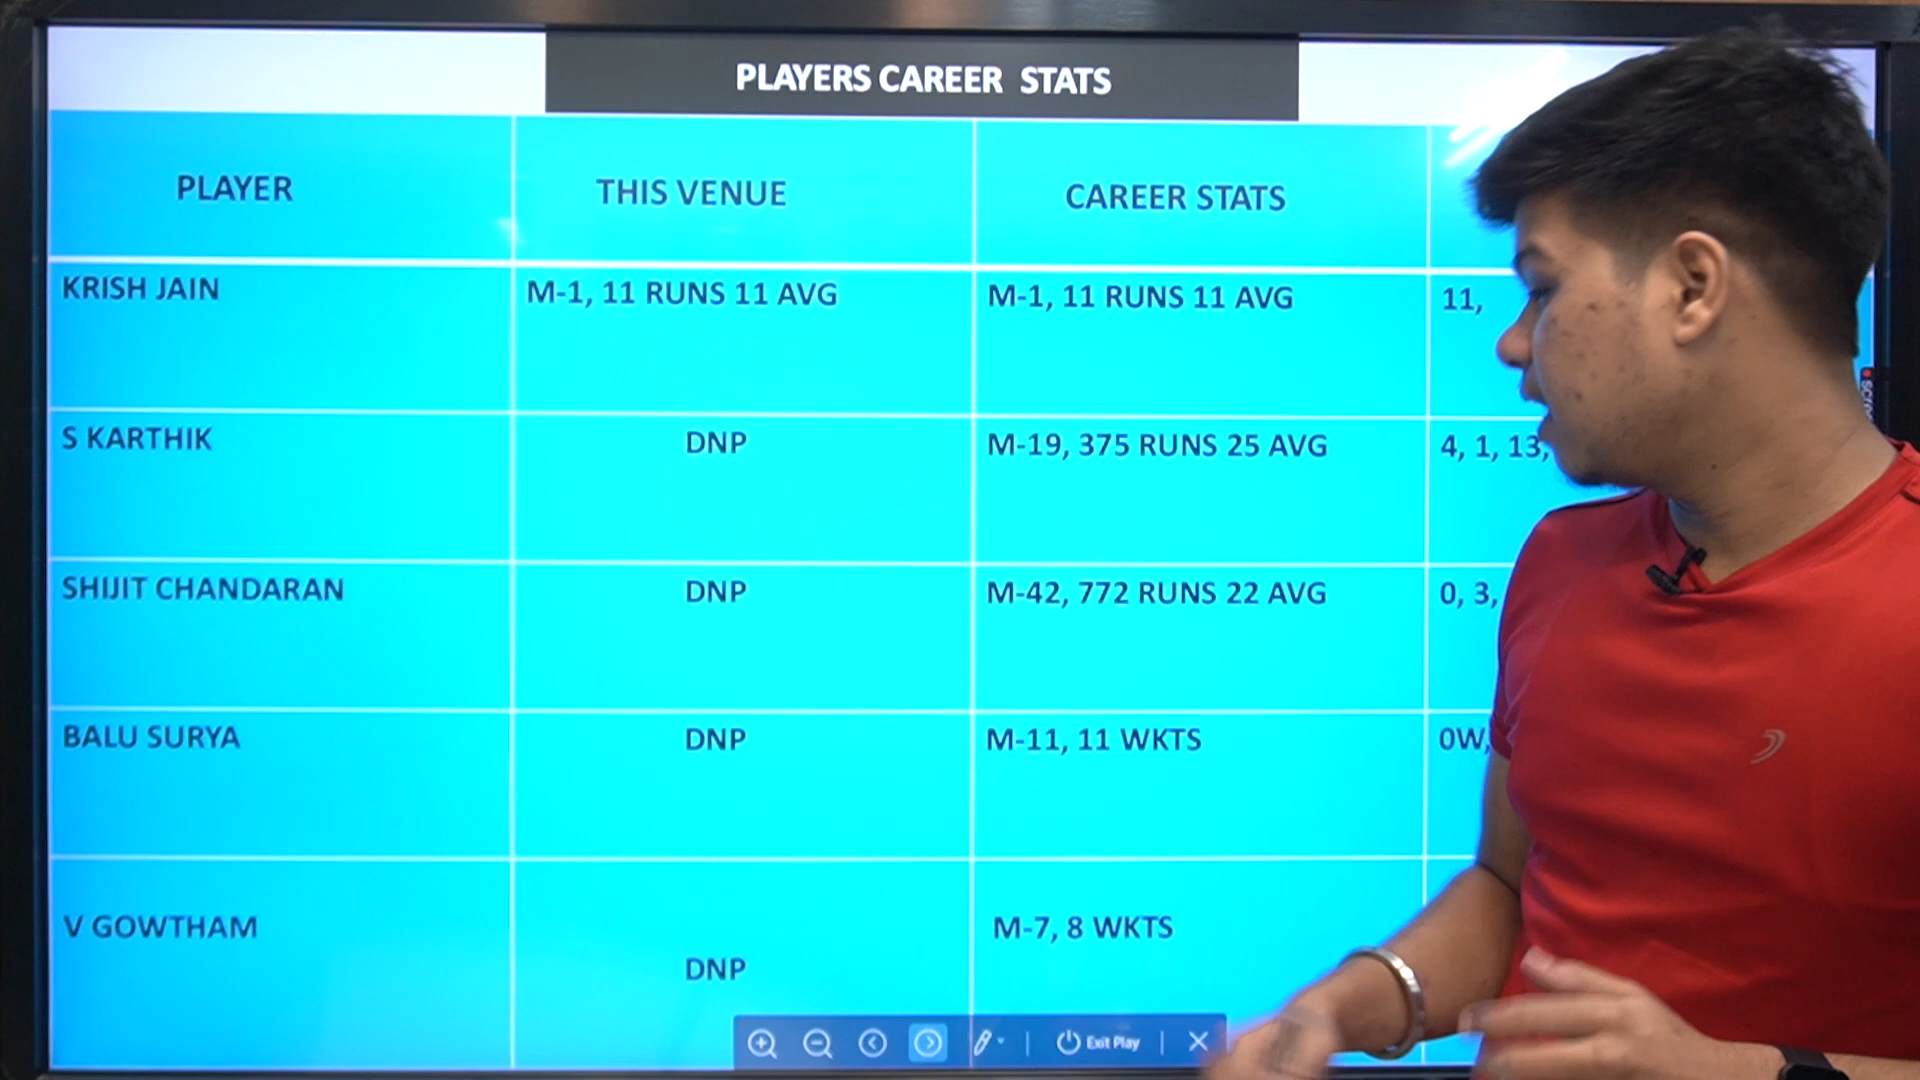 PLAYERS CAREER STATS
PLAYER THIS VENUE CAREER STATS
KRISH JAIN M-1, 11 RUNS 11 AVG M-1, 11 RUNS 11 AVG 11,
S KARTHIK DNP M-19, 375 RUNS 25 AVG 4, 1, 13,
SHIJIT CHANDARAN DNP M-42, 772 RUNS 22 AVG 0, 3,
BALU SURYA DNP M-11, 11 WKTS 0W,
V GOWTHAM M-7, 8 WKTS
DNP
Exit Play